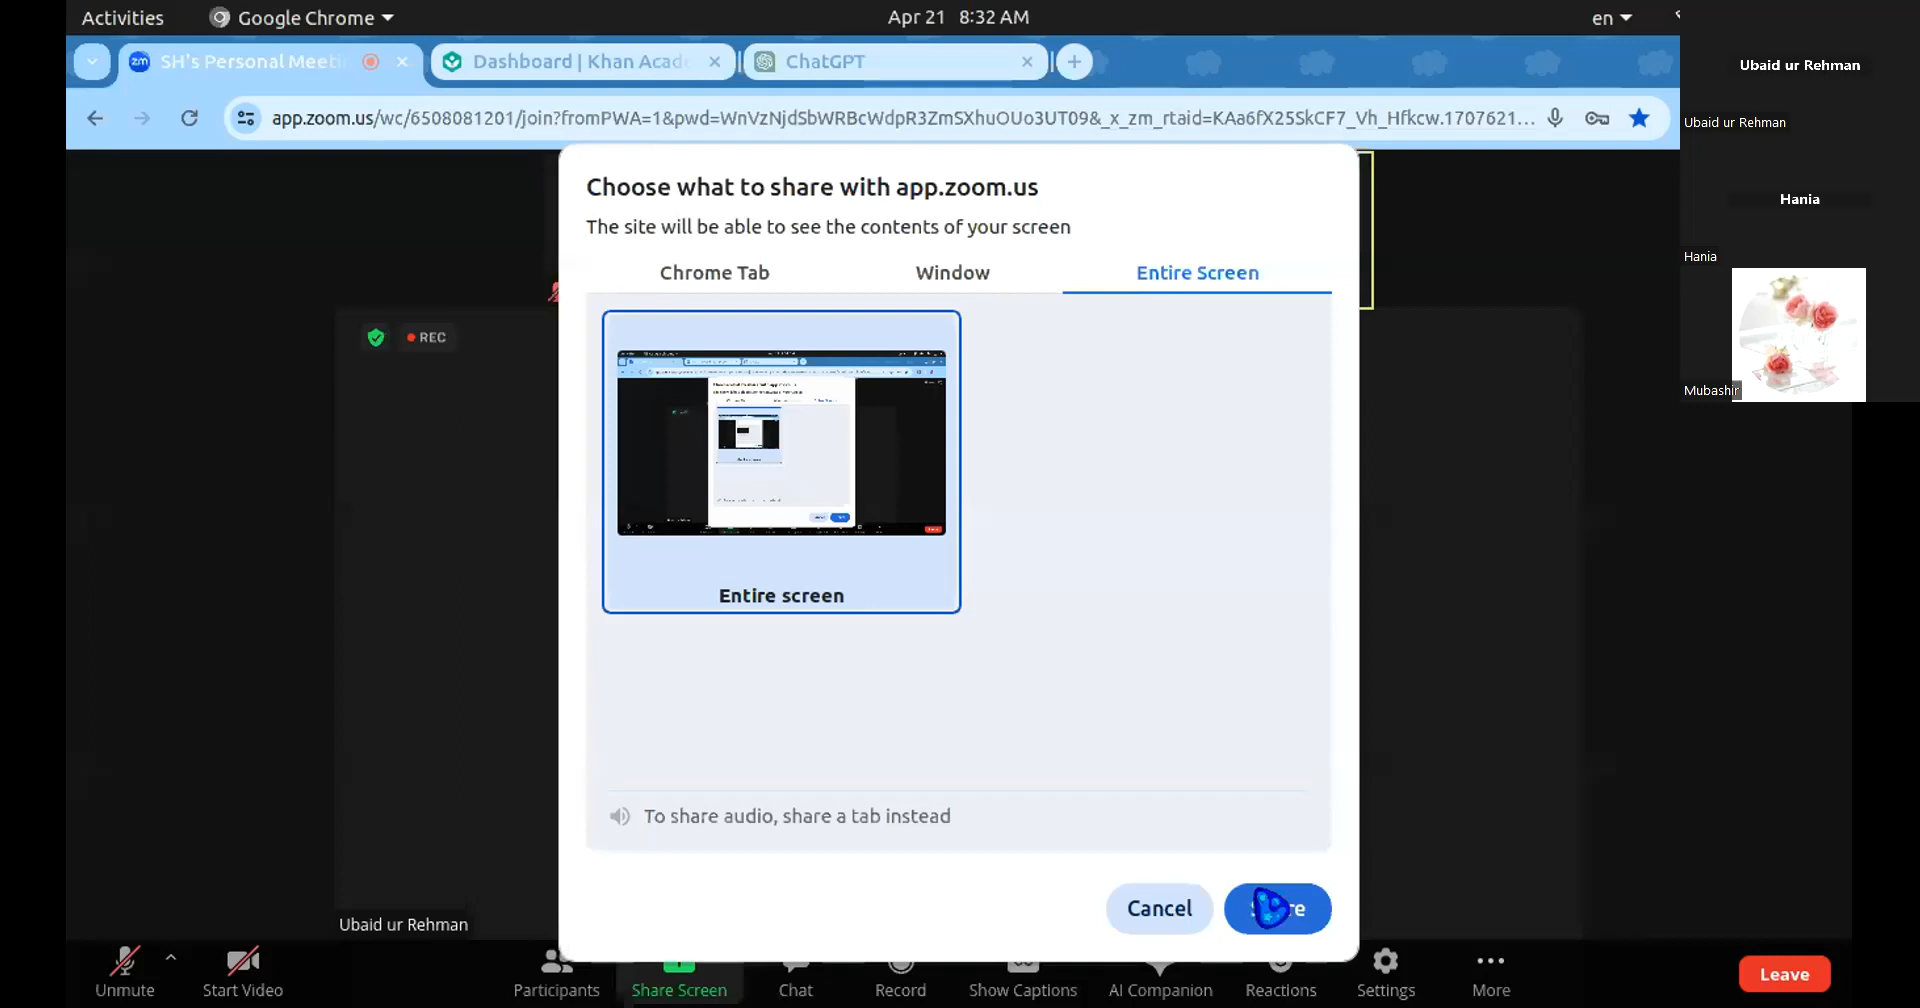 Activities Google Chrome Apr 21 8:32 AM en
SH's Personal Meeti Dashboard | Khan Acad ChatGPT
app.zoom.us/wc/6508081201/join?fromPWA=1&pwd=WnVzNjdSbWRBcWdpR3ZmSXhuOUo3UT09&_x_zm_rtaid=KAa6fX25SkCF7_Vh_Hfkcw.1707621...
Ubaid ur Rehman
Ubaid ur Rehman
Hania
Hania
Mubashir
Choose what to share with app.zoom.us
The site will be able to see the contents of your screen
Chrome Tab Window Entire Screen
REC
Entire screen
To share audio, share a tab instead
Cancel
Ubaid ur Rehman
Unmute Start Video Participants Share Screen Chat Record Show Captions AI Companion Reactions Settings More Leave